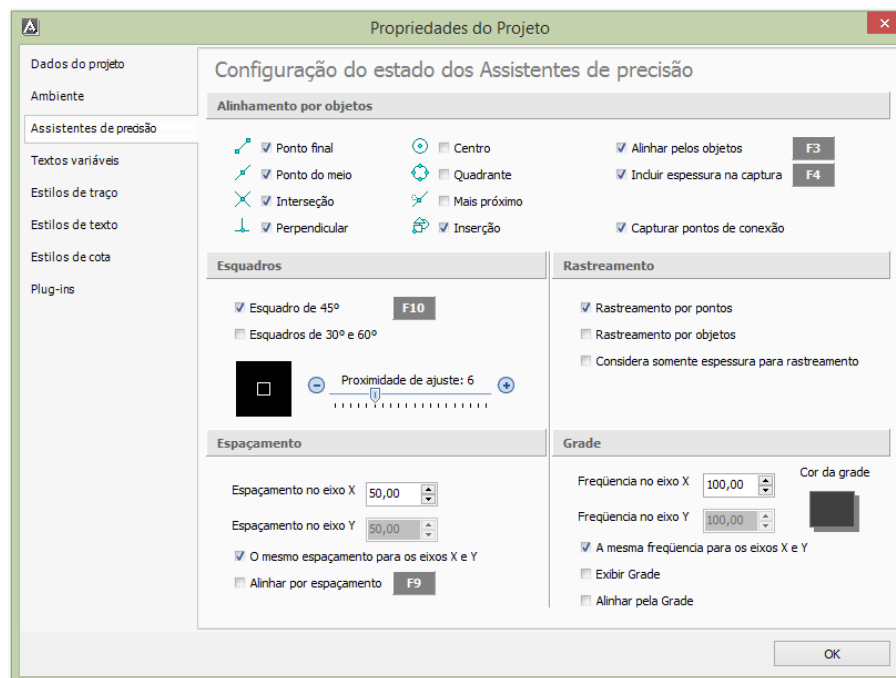 Propriedades do Projeto
Dados do projeto
Ambiente
Assistentes de precisão
Textos variáveis
Estilos de traço
Estilos de texto
Estilos de cota
Plug-ins
Configuração do estado dos Assistentes de precisão
Alinhamento por objetos
Ponto final
Centro
Alinhar pelos objetos
F3
Ponto do meio
Quadrante
Incluir espessura na captura
F4
Interseção
Mais próximo
Perpendicular
Inserção
Capturar pontos de conexão
Esquadros
Esquadro de 45º
F10
Esquadros de 30º e 60º
Proximidade de ajuste: 6
Rastreamento
Rastreamento por pontos
Rastreamento por objetos
Considera somente espessura para rastreamento
Espaçamento
Espaçamento no eixo X
50,00
Espaçamento no eixo Y
50,00
O mesmo espaçamento para os eixos X e Y
Alinhar por espaçamento
F9
Grade
Freqüencia no eixo X
100,00
Cor da grade
Freqüencia no eixo Y
100,00
A mesma freqüencia para os eixos X e Y
Exibir Grade
Alinhar pela Grade
OK